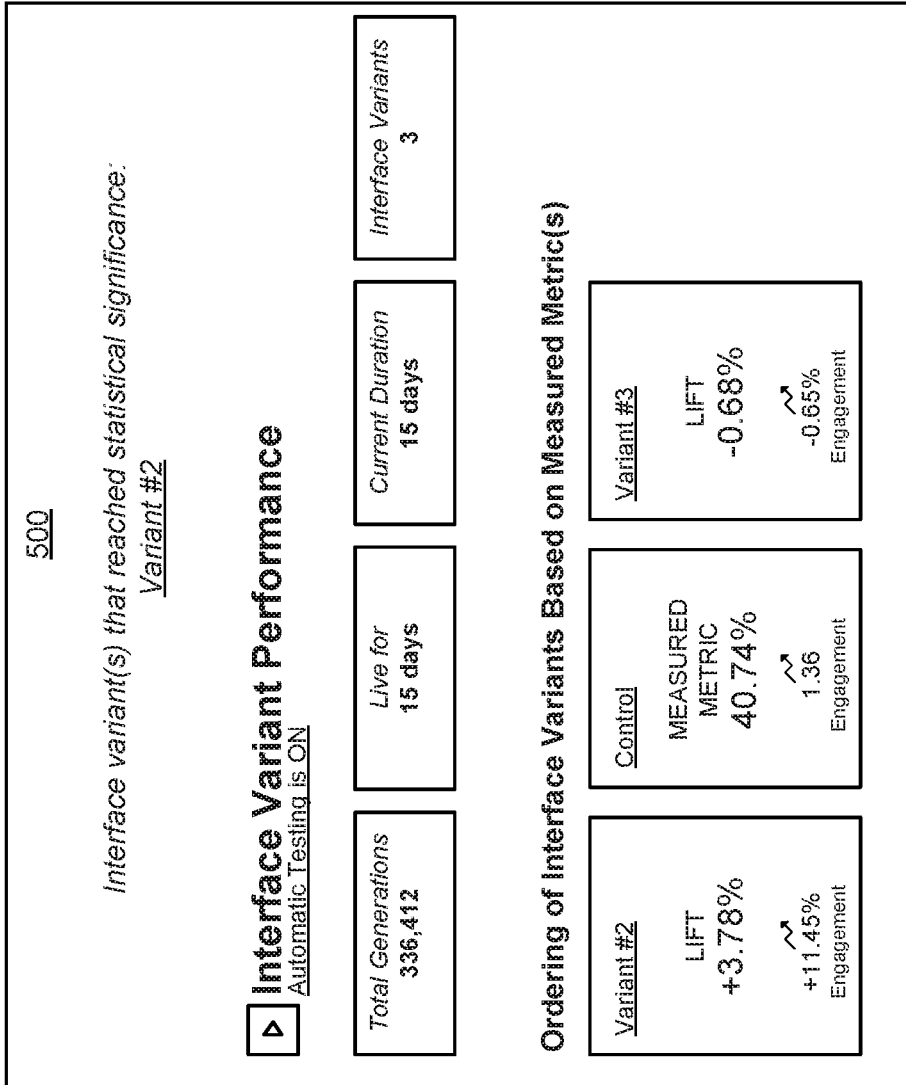 500
Interface variant(s) that reached statistical significance:
Variant #2
Interface Variant Performance
Automatic Testing is ON
Total Generations
336,412
Live for
15 days
Current Duration
15 days
Interface Variants
3
Ordering of Interface Variants Based on Measured Metric(s)
Variant #2
LIFT
+3.78%
+11.45%
Engagement
Control
MEASURED
METRIC
40.74%
1.36
Engagement
Variant #3
LIFT
-0.68%
-0.65%
Engagement